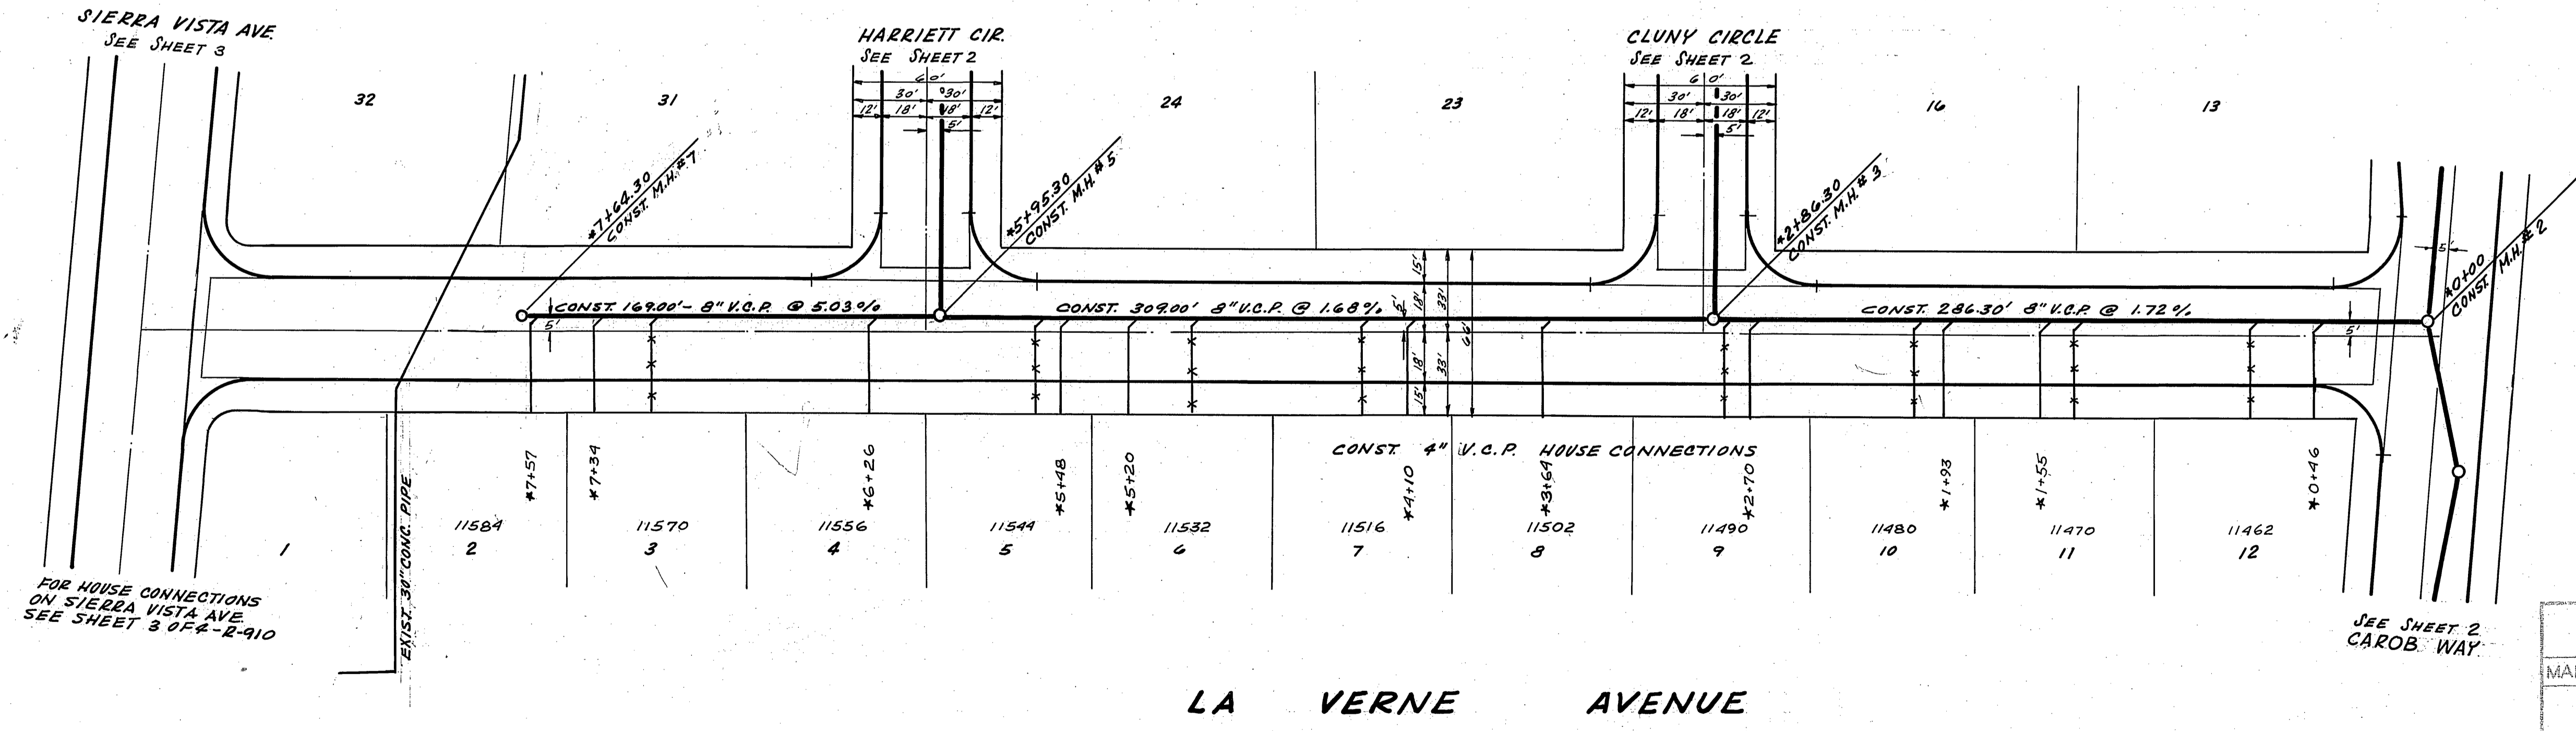 SIERRA VISTA AVE.
SEE SHEET 3
HARRIETT CIR.
SEE SHEET 2
60'
30' 30'
12' 18' 18' 12'
5'
CLUNY CIRCLE
SEE SHEET 2
60'
30' 30'
12' 18' 18' 12'
5'
32
31
24
23
16
13
*7+64.30
CONST. M.H. #7
*5+95.30
CONST. M.H. #5
*2+86.30
CONST. M.H. #3
*0+00
CONST. M.H. #2
5'
CONST. 169.00'- 8" V.C.P. @ 5.03%
CONST. 309.00' 8" V.C.P. @ 1.68%
CONST. 286.30' 8" V.C.P. @ 1.72%
5'
5'
5'
15'
18'
33'
66'
18'
33'
15'
CONST. 4" V.C.P. HOUSE CONNECTIONS
*7+57
*7+34
*6+26
*5+48
*5+20
*4+10
*3+64
*2+70
*1+93
*1+55
*0+46
11584
11570
11556
11544
11532
11516
11502
11490
11480
11470
11462
1
2
3
4
5
6
7
8
9
10
11
12
EXIST. 30" CONC. PIPE
FOR HOUSE CONNECTIONS
ON SIERRA VISTA AVE.
SEE SHEET 3 OF 4-R-910
SEE SHEET 2
CAROB WAY
LA VERNE AVENUE